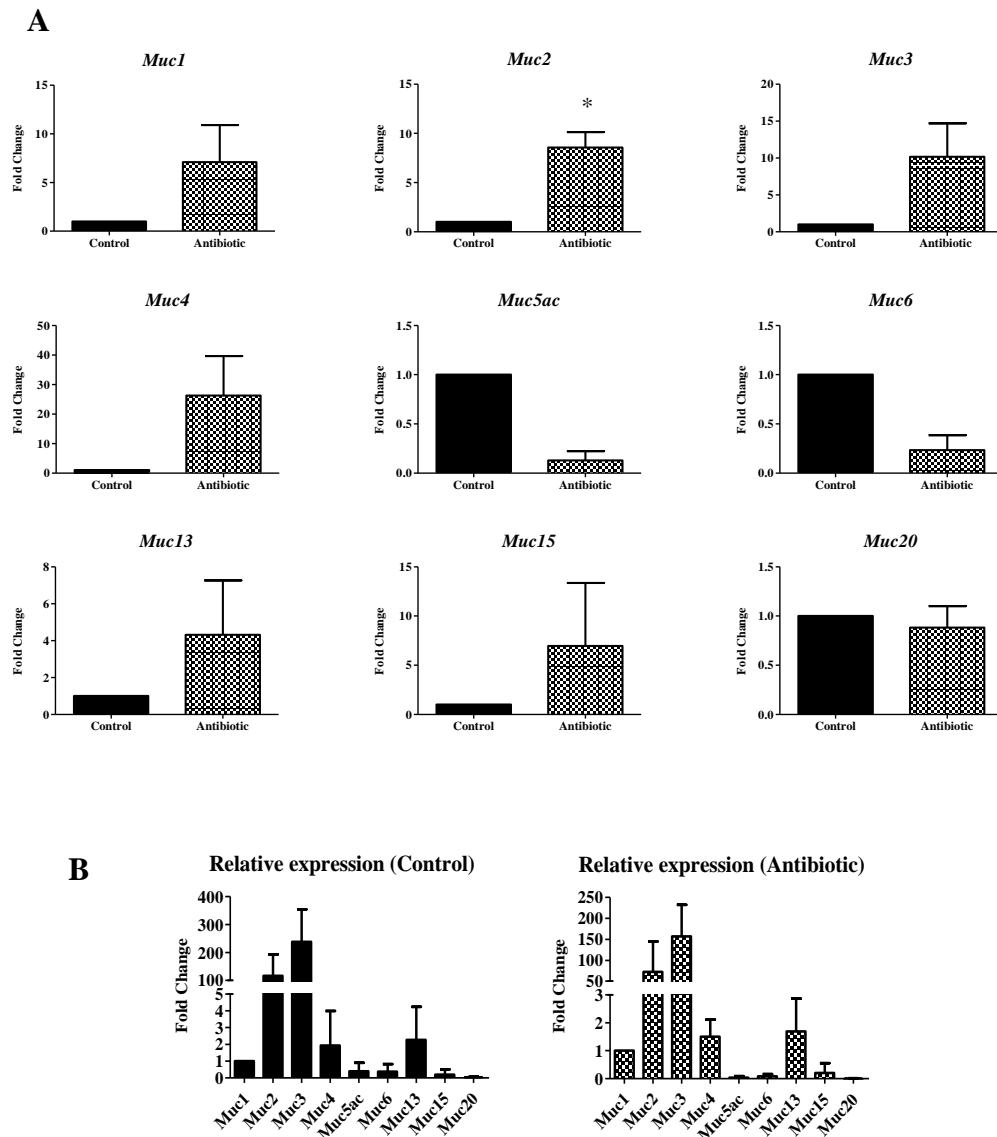 A
Muc1
Muc2
Muc3
15
10
5
0
Fold Change
Control
Antibiotic
15
10
5
0
Fold Change
*
Control
Antibiotic
20
15
10
5
0
Fold Change
Control
Antibiotic
Muc4
Muc5ac
Muc6
50
40
30
20
10
0
Fold Change
Control
Antibiotic
1.5
1.0
0.5
0.0
Fold Change
Control
Antibiotic
1.5
1.0
0.5
0.0
Fold Change
Control
Antibiotic
Muc13
Muc15
Muc20
8
6
4
2
0
Fold Change
Control
Antibiotic
15
10
5
0
Fold Change
Control
Antibiotic
1.5
1.0
0.5
0.0
Fold Change
Control
Antibiotic
B
Relative expression (Control)
400
300
200
100
5
4
3
2
1
0
Fold Change
Muc1
Muc2
Muc3
Muc4
Muc5ac
Muc6
Muc13
Muc15
Muc20
Relative expression (Antibiotic)
250
200
150
100
50
3
2
1
0
Fold Change
Muc1
Muc2
Muc3
Muc4
Muc5ac
Muc6
Muc13
Muc15
Muc20